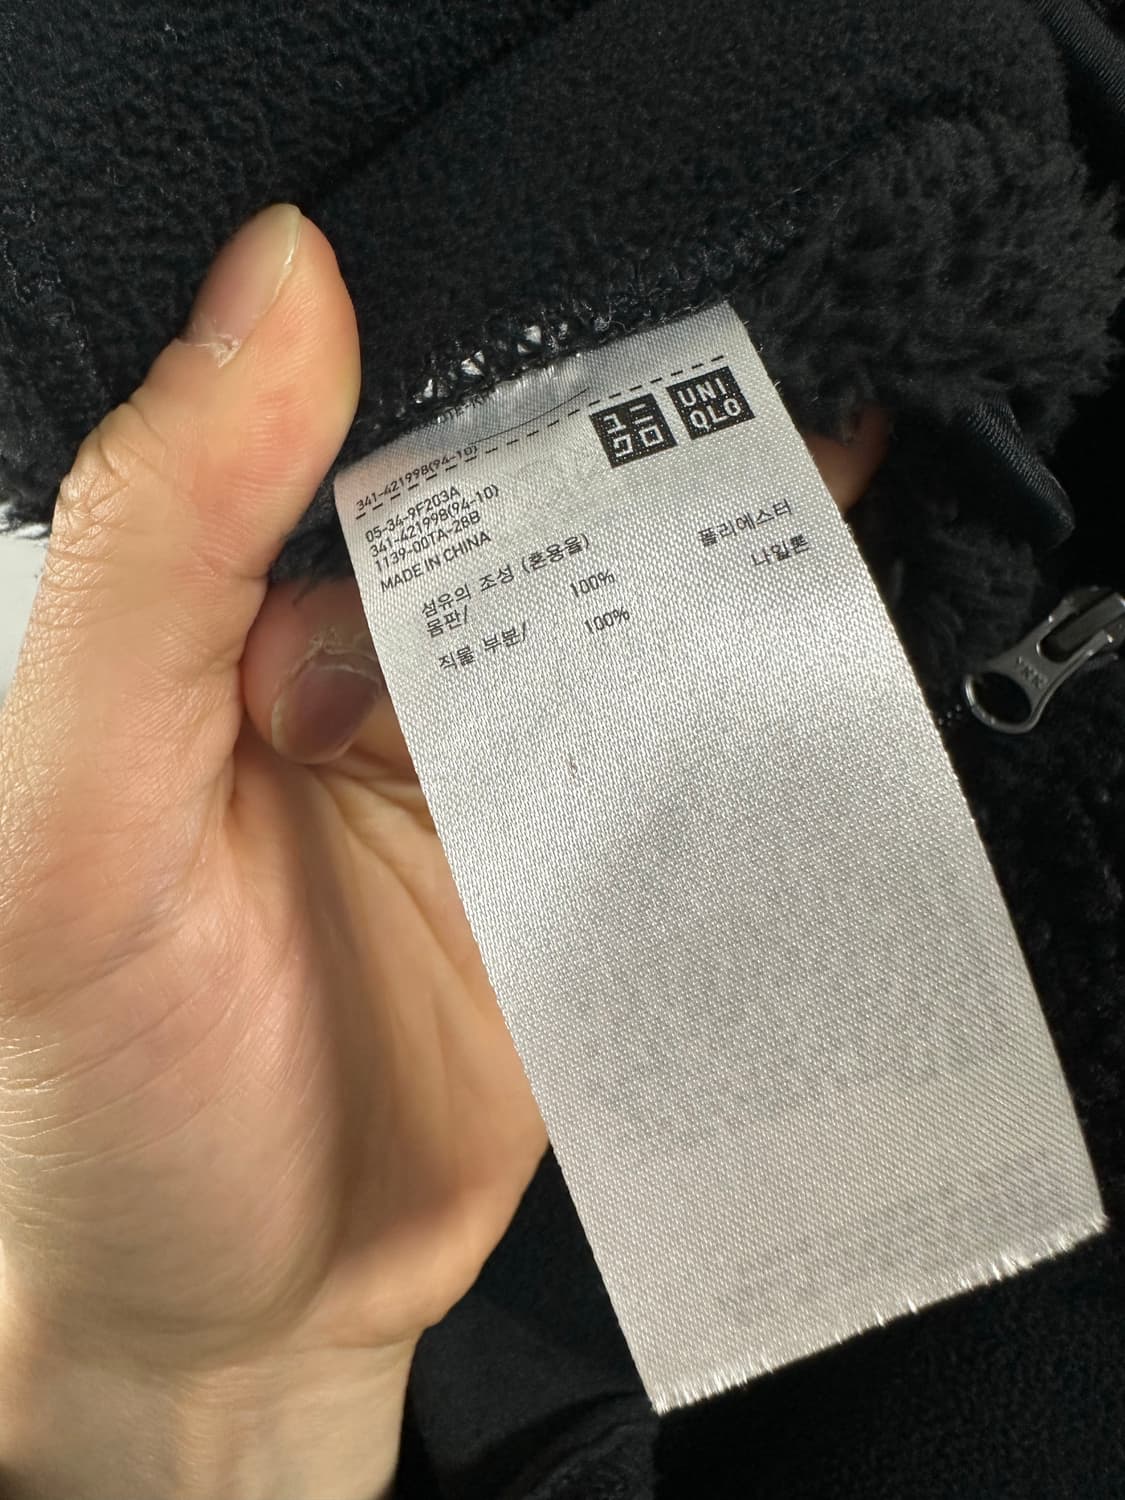 ユニ
クロ
UNI
QLO
341-421998(94-10)
05-34-9F203A
341-421998(94-10)
1139-007A-28B
MADE IN CHINA
섬유의 조성 (혼용율)
몸판/ 100% 폴리에스터
직물 부분/ 100% 나일론
YKK